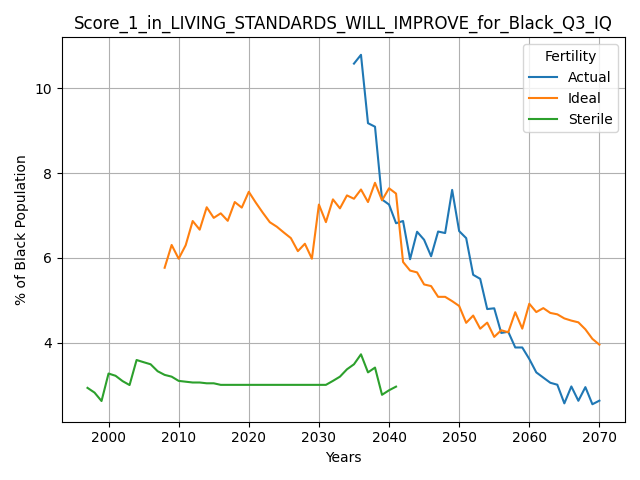 Score_1_in_LIVING_STANDARDS_WILL_IMPROVE_for_Black_Q3_IQ
Fertility
Actual
Ideal
Sterile
% of Black Population
10
8
6
4
2000 2010 2020 2030 2040 2050 2060 2070
Years